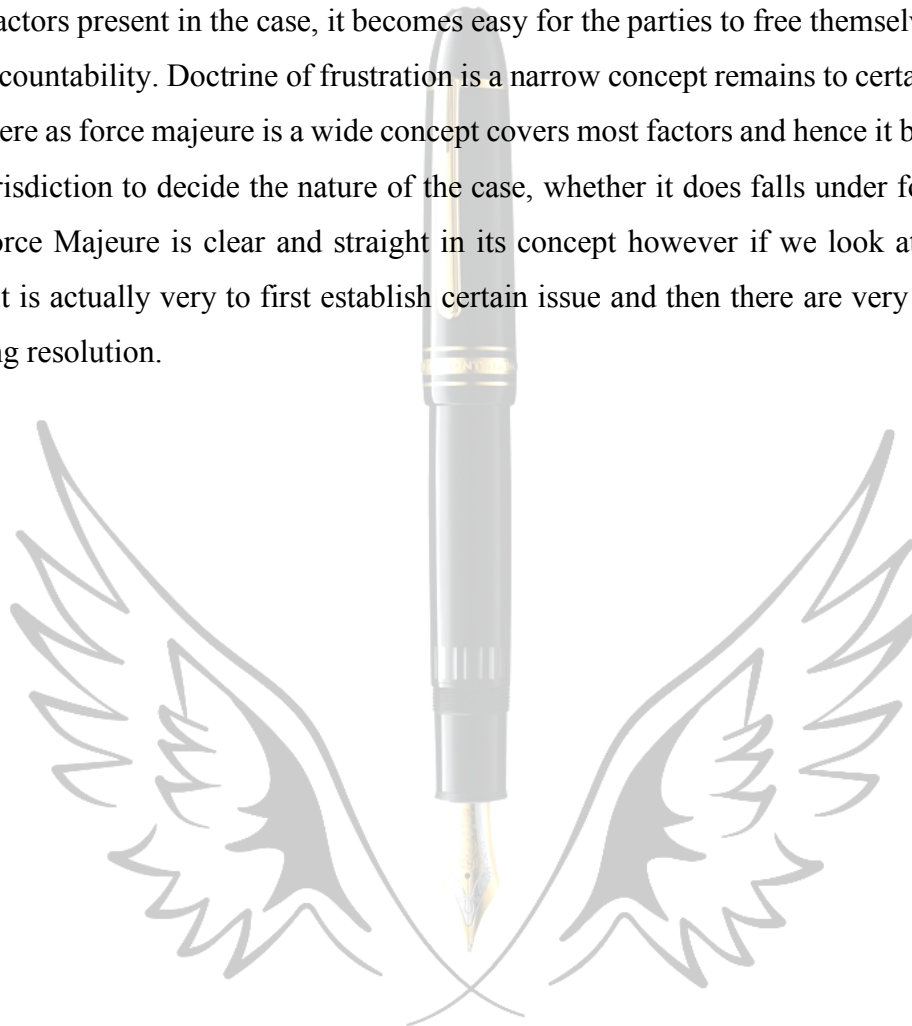 actors present in the case, it becomes easy for the parties to free themsel
countability. Doctrine of frustration is a narrow concept remains to certa
ere as force majeure is a wide concept covers most factors and hence it b
risdiction to decide the nature of the case, whether it does falls under fo
orce Majeure is clear and straight in its concept however if we look at
t is actually very to first establish certain issue and then there are very
ng resolution.